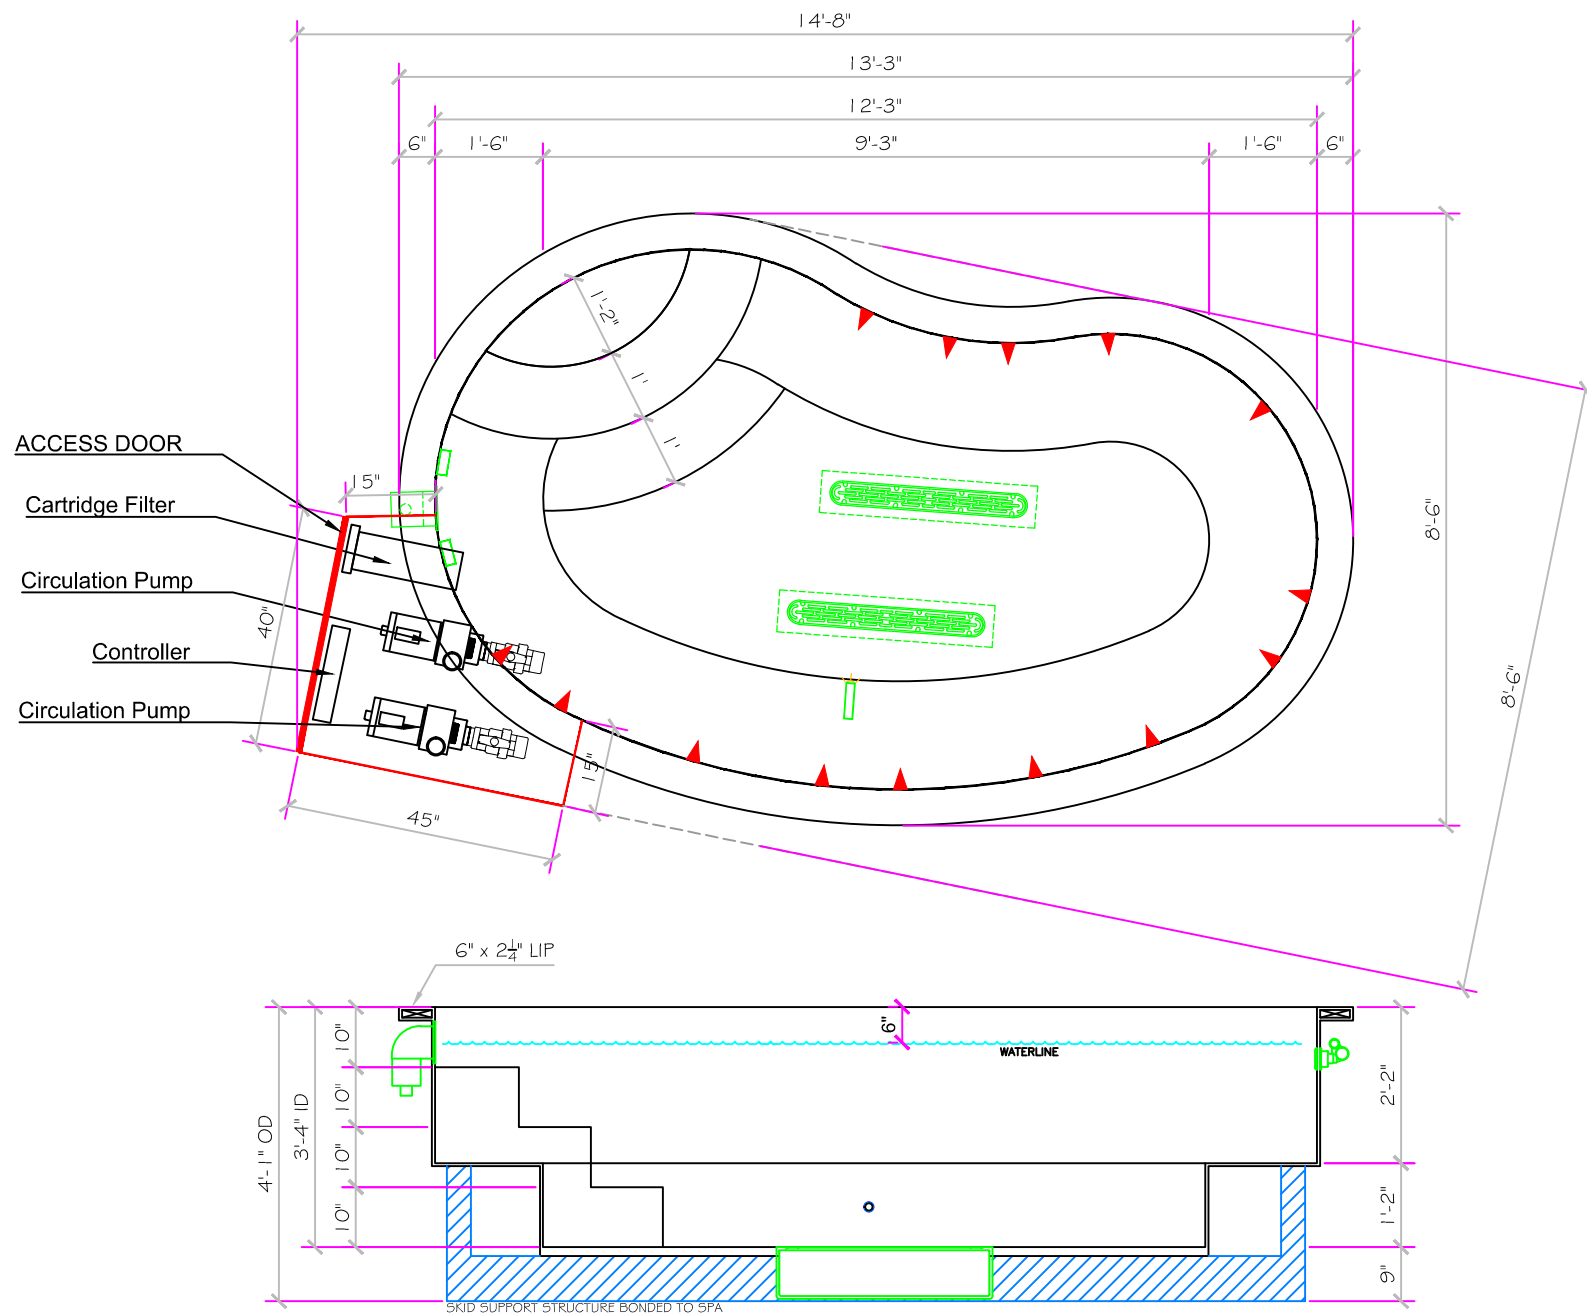 14'-8"
13'-3"
12'-3"
6" 1'-6" 9'-3" 1'-6" 6"
1'-2"
1'
1'
ACCESS DOOR
15"
Cartridge Filter
Circulation Pump
40"
Controller
Circulation Pump
15"
45"
8'-6"
8'-6"
6" x 2¼" LIP
6"
WATERLINE
10"
10"
10"
10"
3'-4" ID
4'-1" OD
2'-2"
1'-2"
9"
SKID SUPPORT STRUCTURE BONDED TO SPA